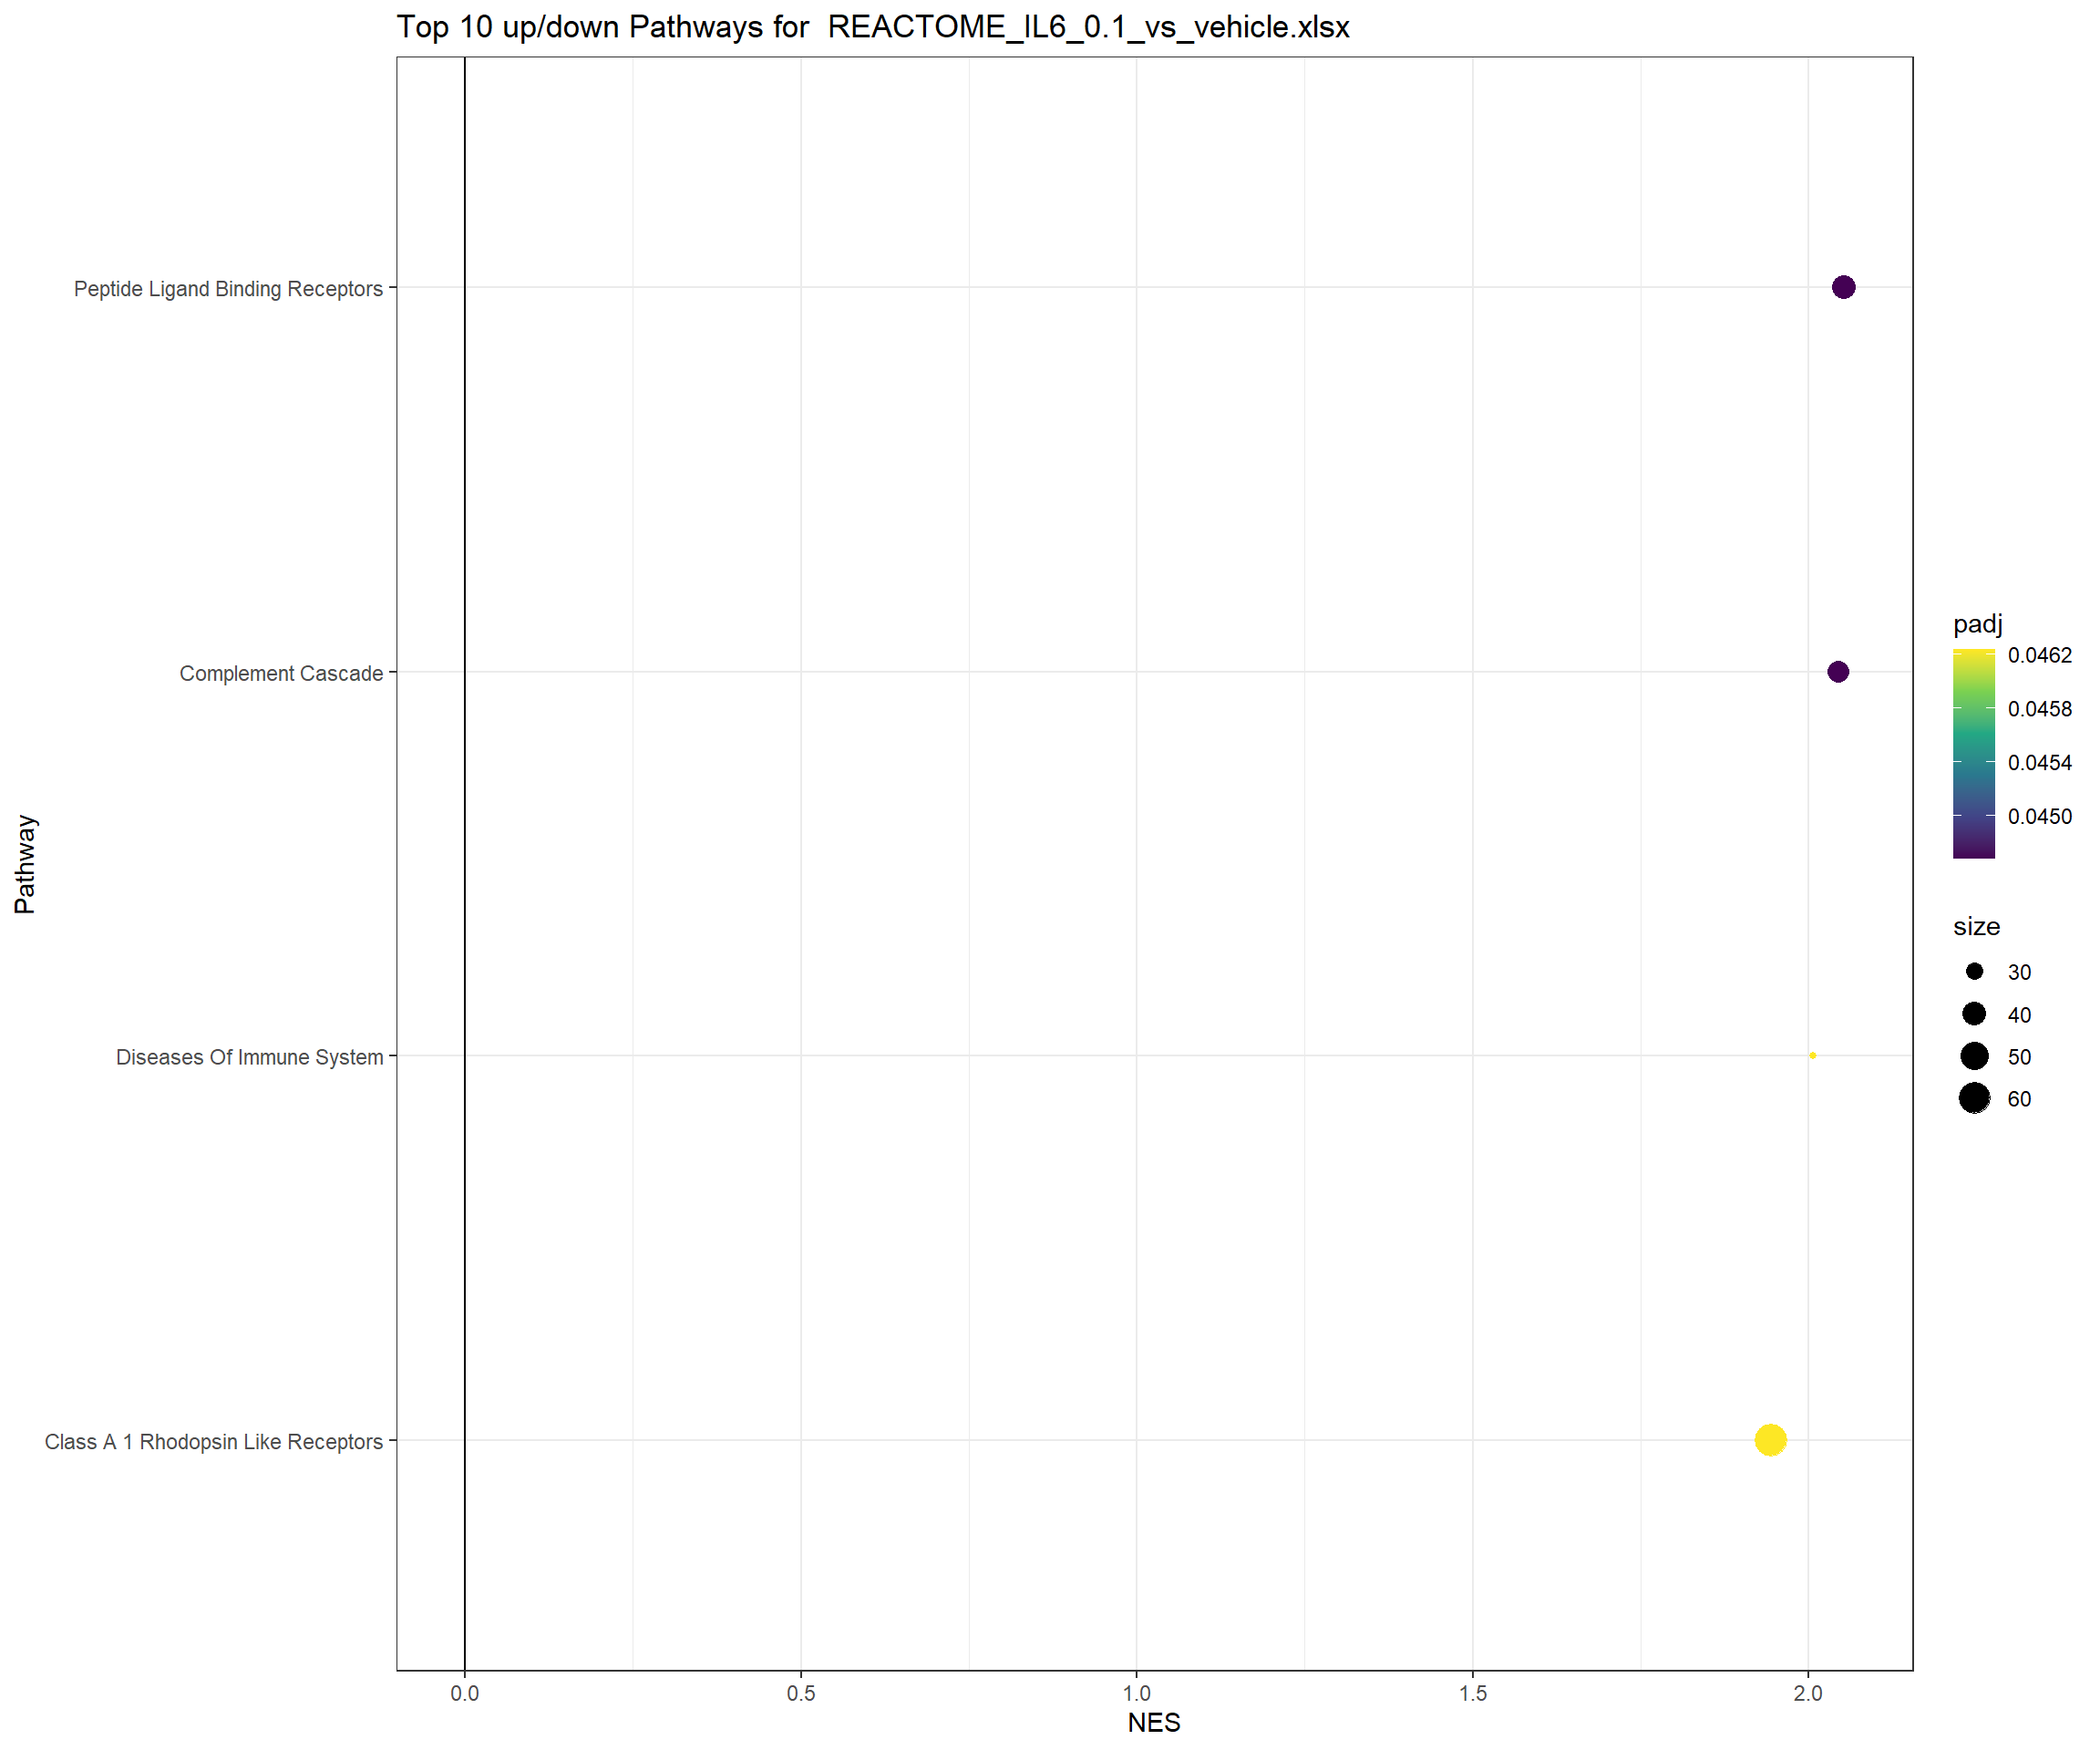 Top 10 up/down Pathways for  REACTOME_IL6_0.1_vs_vehicle.xlsx
Pathway
Peptide Ligand Binding Receptors
Complement Cascade
Diseases Of Immune System
Class A 1 Rhodopsin Like Receptors
0.0
0.5
1.0
1.5
2.0
NES
padj
0.0462
0.0458
0.0454
0.0450
size
30
40
50
60